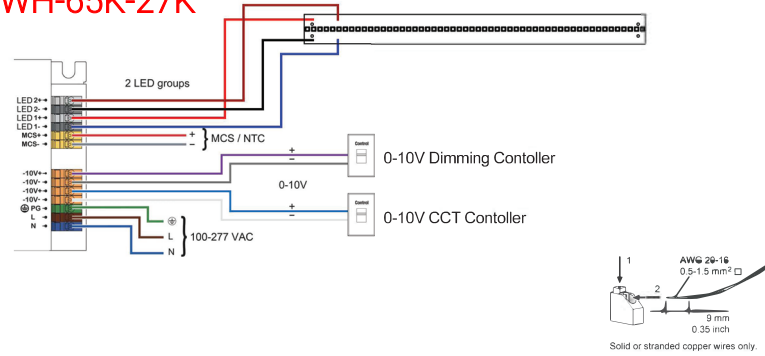 WH-65K-27K
2 LED groups
LED 2+
LED 2-
LED 1+
LED 1-
MCS+
MCS-
+
−
MCS / NTC
-10V+
-10V-
-10V+
-10V-
PG
L
N
+
−
0-10V
+
−
Control
0-10V Dimming Contoller
Control
0-10V CCT Contoller
L
N
100-277 VAC
1
2
AWG 20-16
0.5-1.5 mm²
9 mm
0.35 inch
Solid or stranded copper wires only.